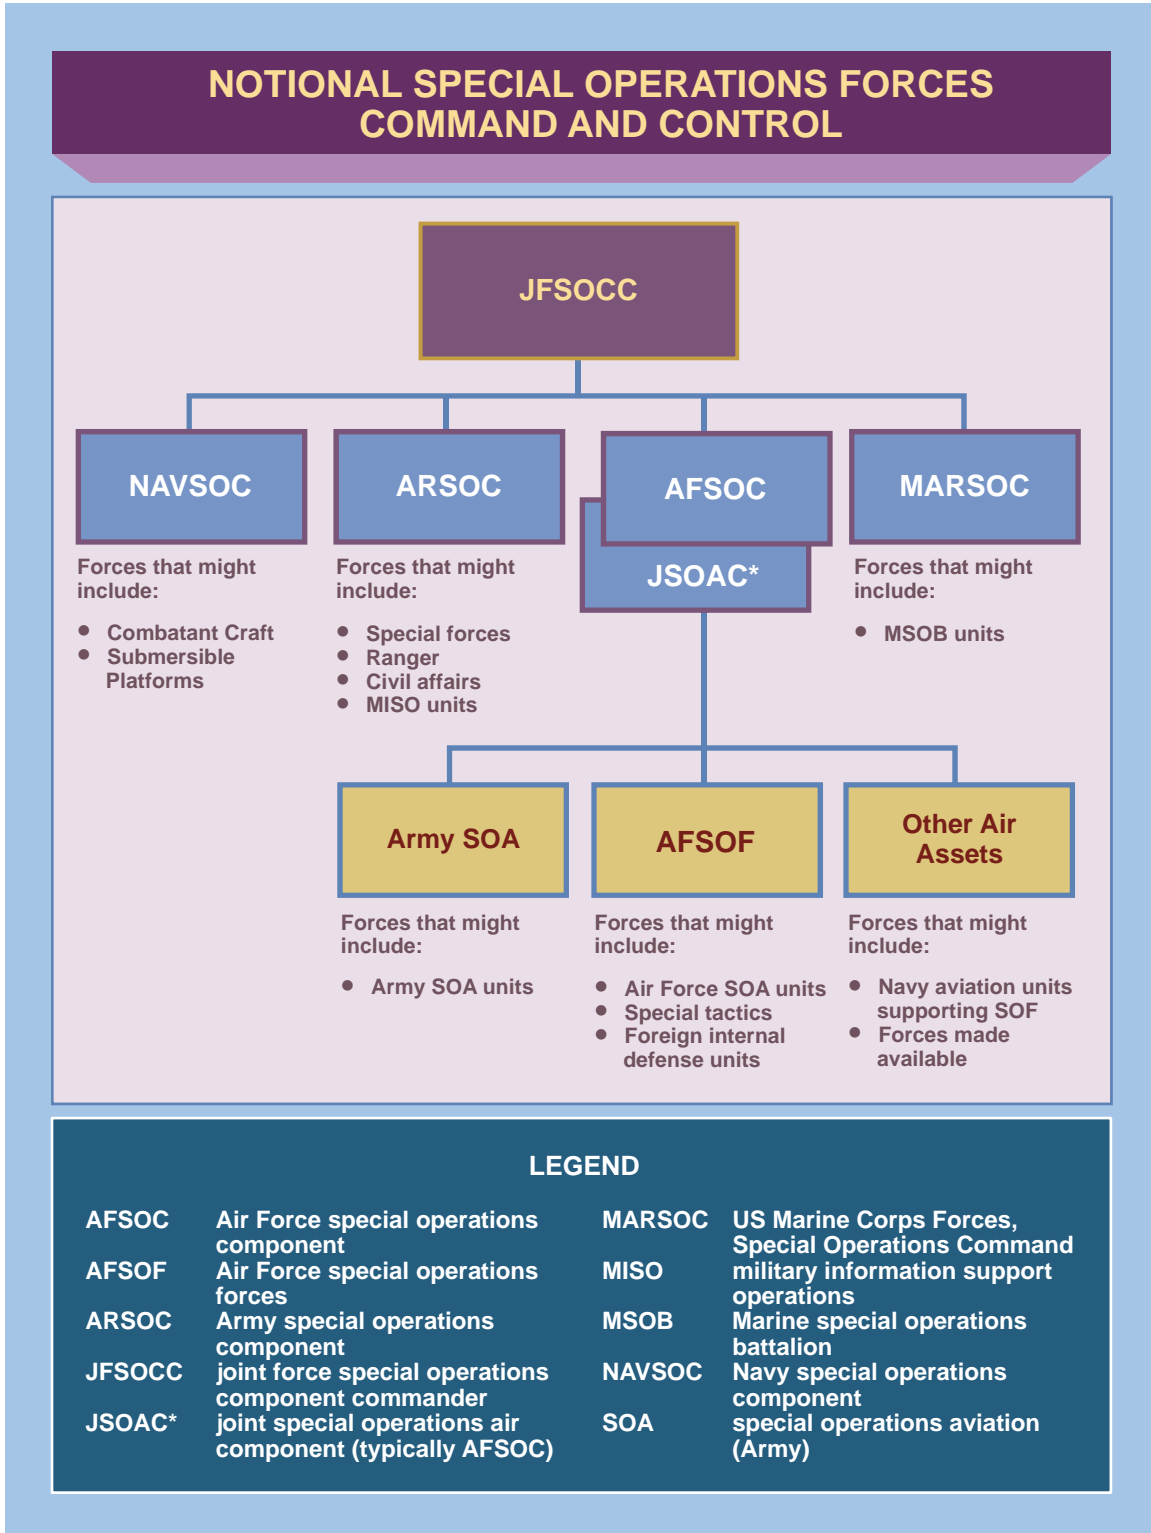 NOTIONAL SPECIAL OPERATIONS FORCES
COMMAND AND CONTROL
JFSOCC
NAVSOC
Forces that might
include:
• Combatant Craft
• Submersible
Platforms
ARSOC
Forces that might
include:
• Special forces
• Ranger
• Civil affairs
• MISO units
AFSOC
JSOAC*
MARSOC
Forces that might
include:
• MSOB units
Army SOA
Forces that might
include:
• Army SOA units
AFSOF
Forces that might
include:
• Air Force SOA units
• Special tactics
• Foreign internal
defense units
Other Air
Assets
Forces that might
include:
• Navy aviation units
supporting SOF
• Forces made
available
LEGEND
AFSOC Air Force special operations
component
AFSOF Air Force special operations
forces
ARSOC Army special operations
component
JFSOCC joint force special operations
component commander
JSOAC* joint special operations air
component (typically AFSOC)
MARSOC US Marine Corps Forces,
Special Operations Command
MISO military information support
operations
MSOB Marine special operations
battalion
NAVSOC Navy special operations
component
SOA special operations aviation
(Army)